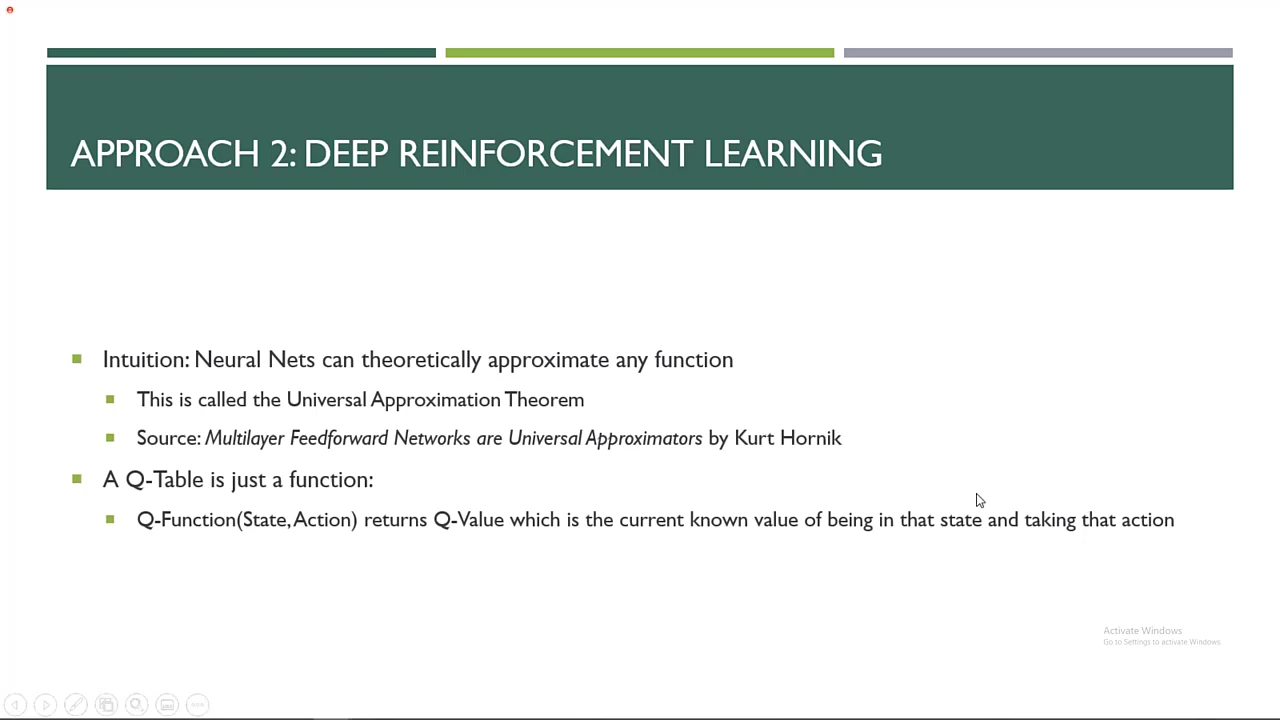 APPROACH 2: DEEP REINFORCEMENT LEARNING
Intuition: Neural Nets can theoretically approximate any function
This is called the Universal Approximation Theorem
Source: Multilayer Feedforward Networks are Universal Approximators by Kurt Hornik
A Q-Table is just a function:
Q-Function(State, Action) returns Q-Value which is the current known value of being in that state and taking that action
Activate Windows
Go to Settings to activate Windows.